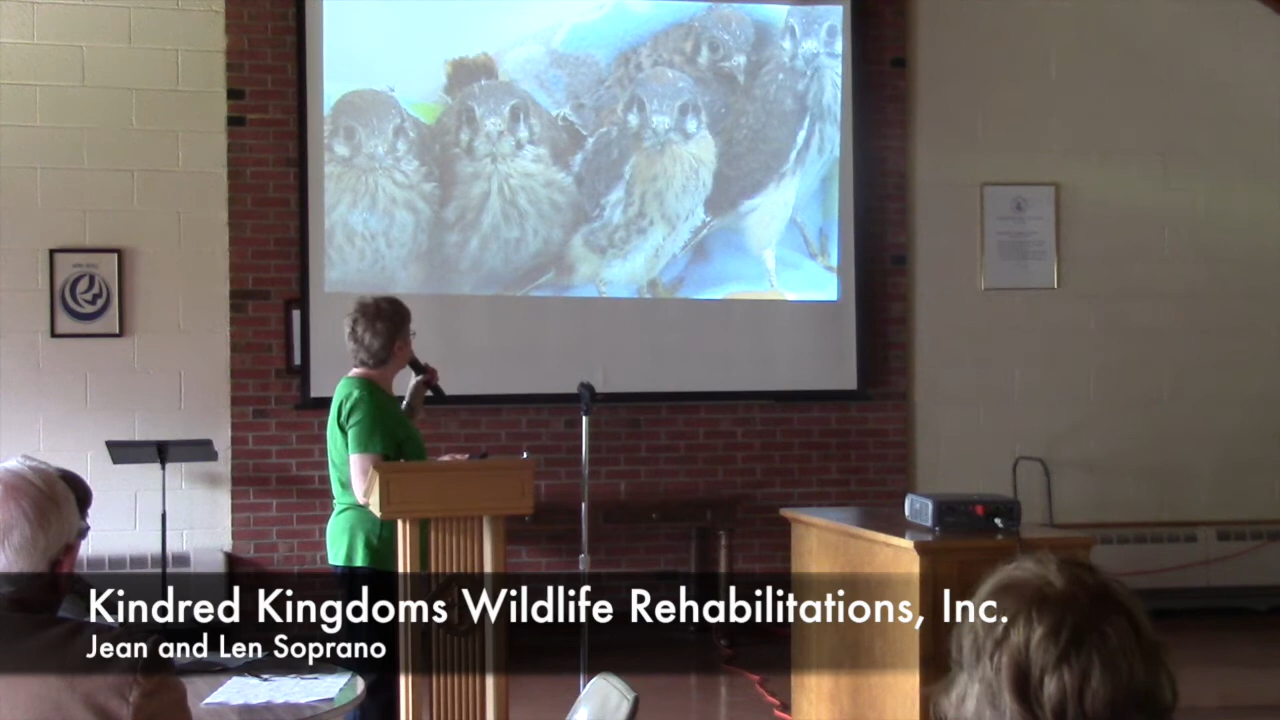 Kindred Kingdoms Wildlife Rehabilitations, Inc.
Jean and Len Soprano